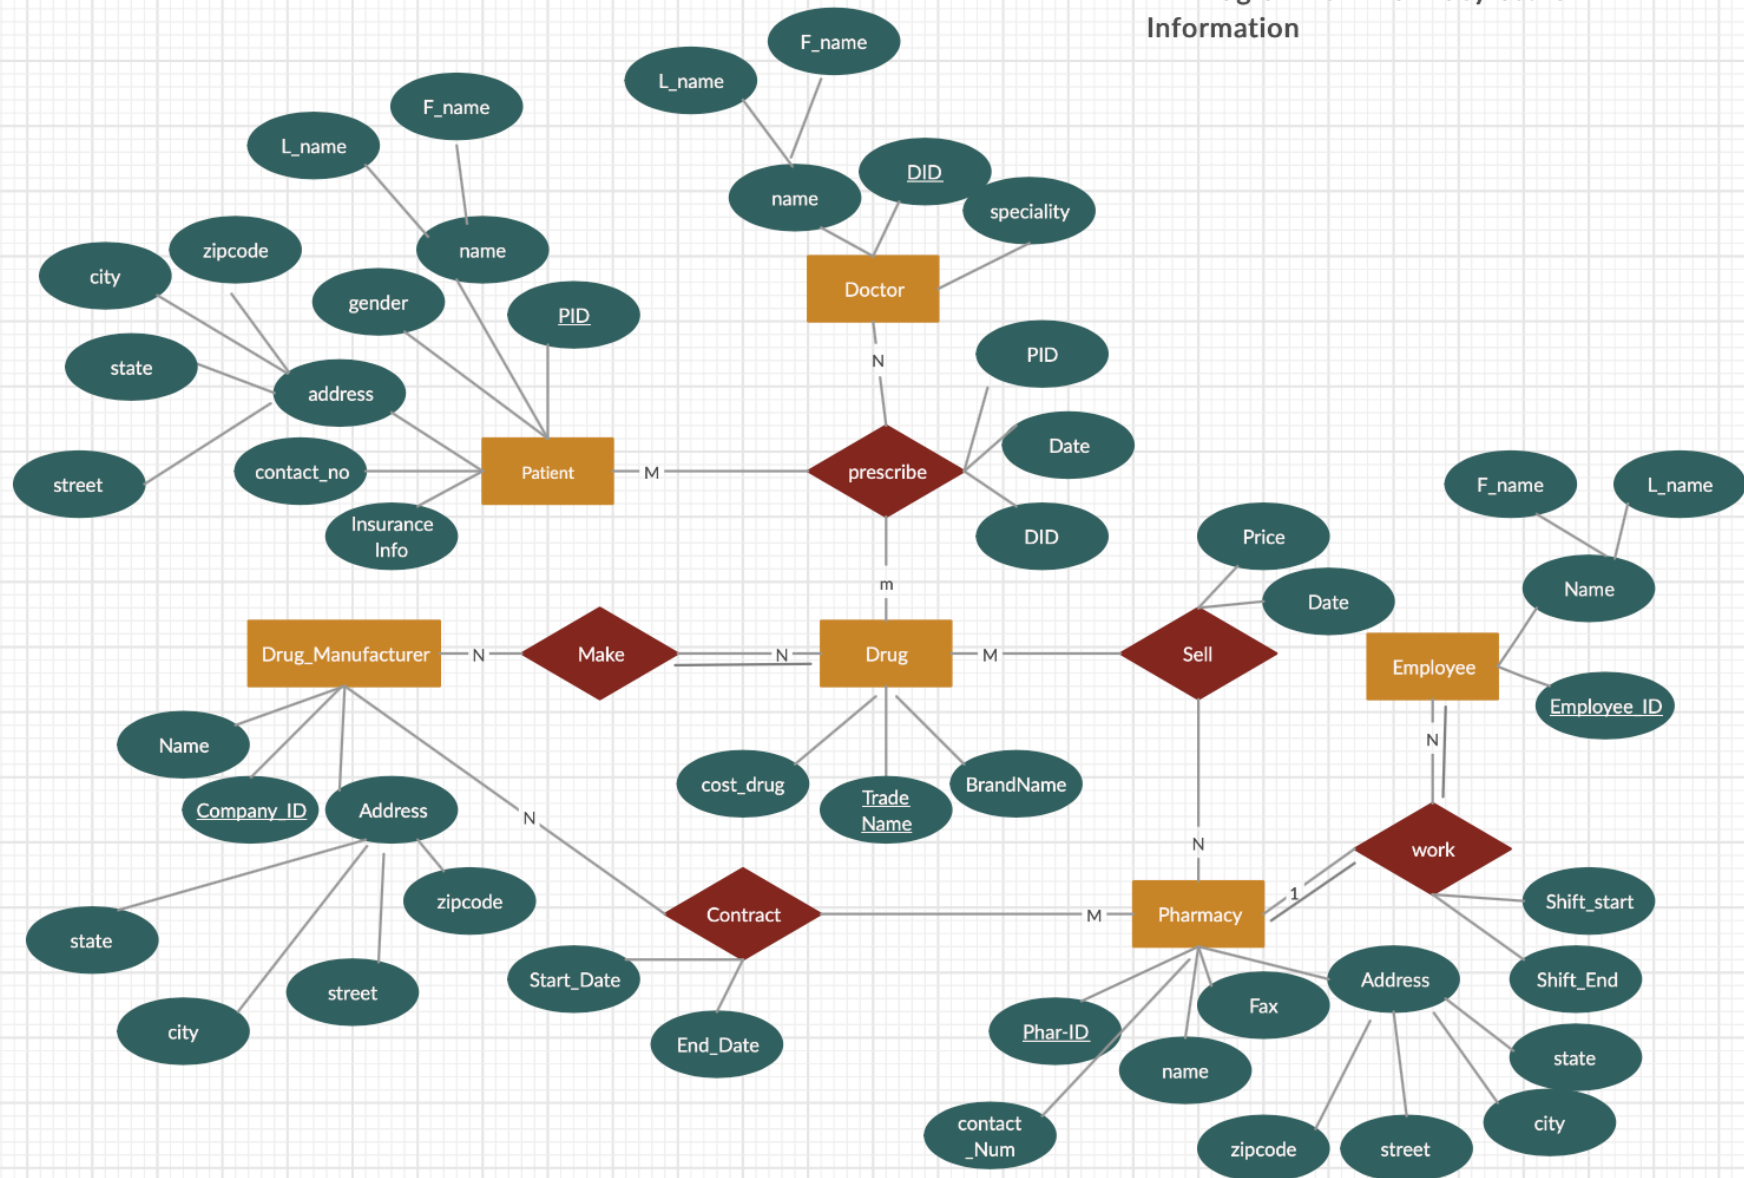 Information
F_name
L_name
F_name
L_name
DID
name
speciality
zipcode
name
city
gender
PID
Doctor
PID
N
state
address
Date
contact_no
Patient
M
prescribe
street
F_name
L_name
Insurance
Info
DID
Price
m
Name
Date
Drug_Manufacturer
N
Make
N
Drug
M
Sell
Employee
Employee_ID
Name
N
cost_drug
BrandName
Trade
Name
Company_ID
Address
N
N
work
1
zipcode
Shift_start
Contract
M
Pharmacy
state
Start_Date
Address
Shift_End
street
Fax
Phar-ID
city
End_Date
name
state
contact
_Num
city
zipcode
street